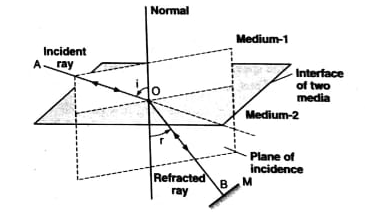 Normal
Incident
ray
A
Medium-1
i
O
Interface
of two
media
Medium-2
r
Plane of
incidence
Refracted
ray
B
M